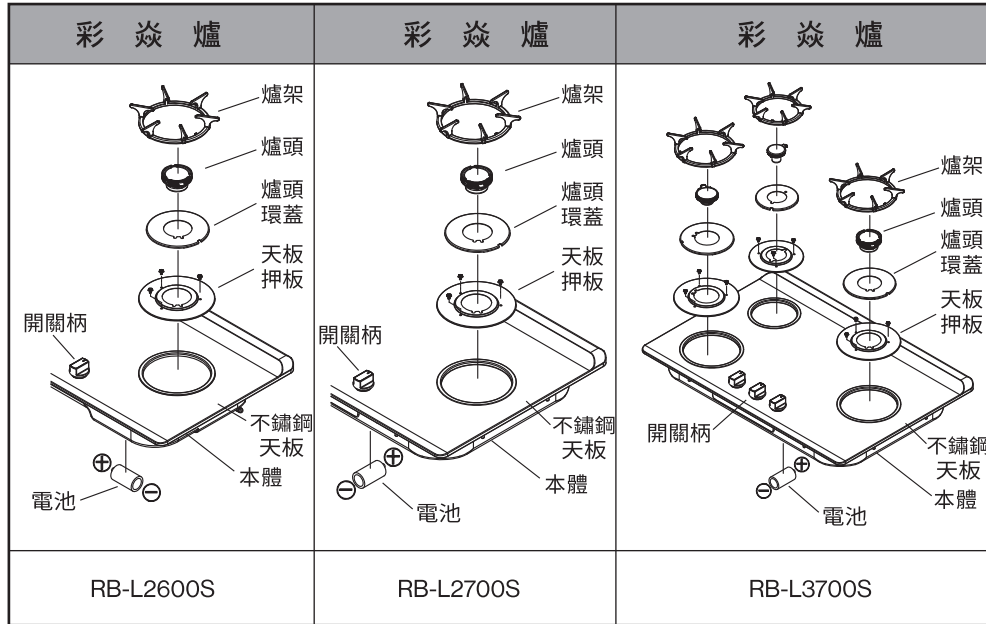 彩焱爐
彩焱爐
彩焱爐
爐架
爐頭
爐頭
環蓋
天板
押板
開關柄
不鏽鋼
天板
本體
電池
爐架
爐頭
爐頭
環蓋
天板
押板
開關柄
不鏽鋼
天板
本體
電池
爐架
爐頭
爐頭
環蓋
天板
押板
開關柄
不鏽鋼
天板
本體
電池
RB-L2600S
RB-L2700S
RB-L3700S